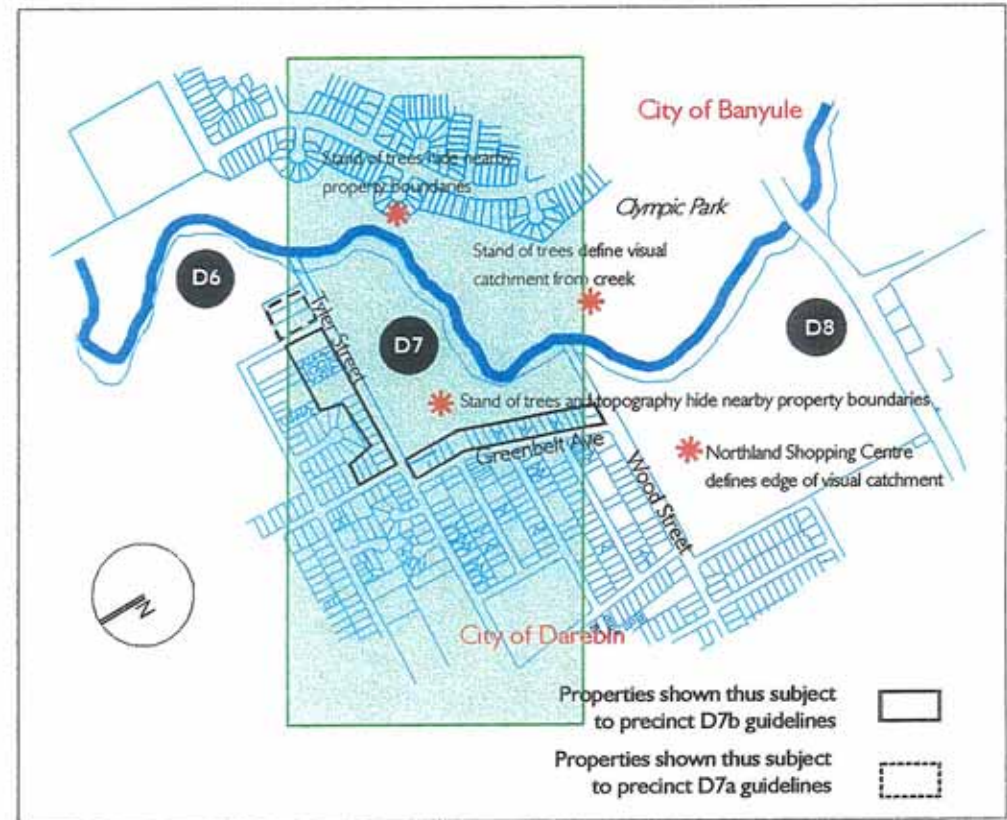 City of Banyule
Stand of trees hide nearby
property boundaries
Olympic Park
Stand of trees define visual
catchment from creek
D6
Tyler Street
D7
D8
Stand of trees and topography hide nearby property boundaries
Greenbelt Ave
Northland Shopping Centre
defines edge of visual catchment
Wood Street
N
City of Darebin
Properties shown thus subject
to precinct D7b guidelines
Properties shown thus subject
to precinct D7a guidelines